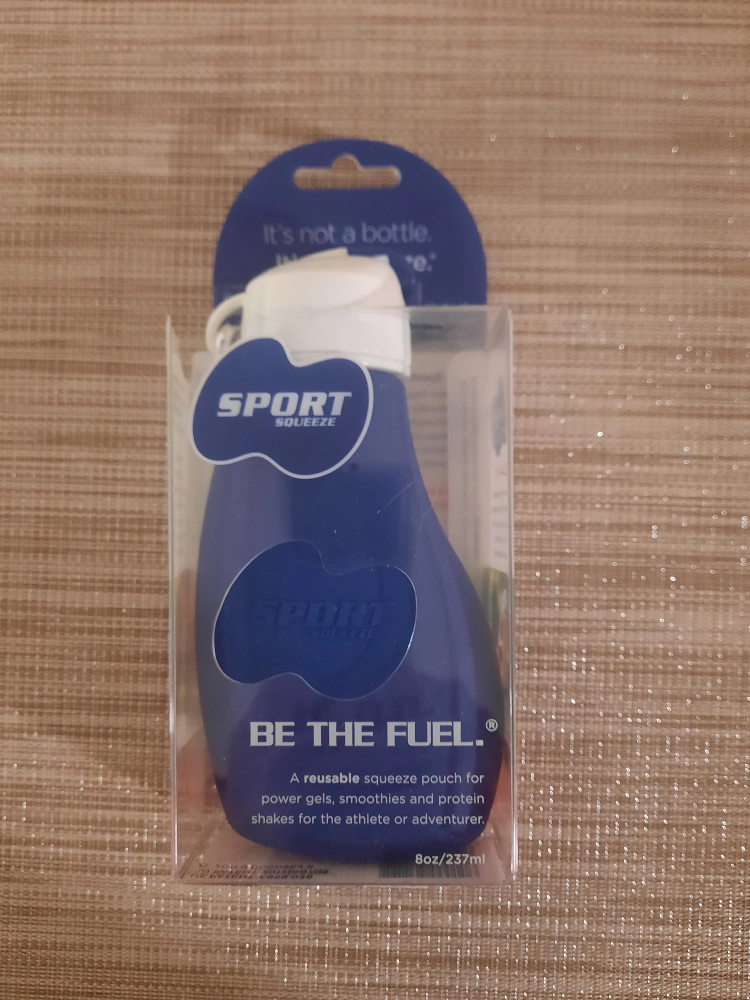 It's not a bottle.
SPORT
SQUEEZE
SPORT
SQUEEZE
BE THE FUEL.®
A reusable squeeze pouch for
power gels, smoothies and protein
shakes for the athlete or adventurer.
8oz/237ml